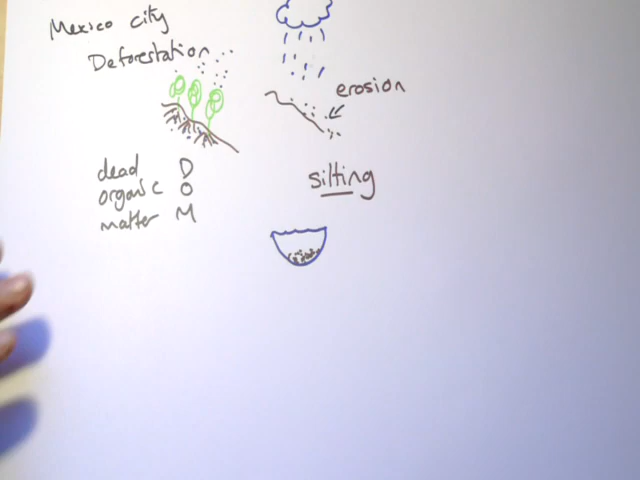 Mexico city
Deforestation
erosion
dead D
organic O
matter M
silting